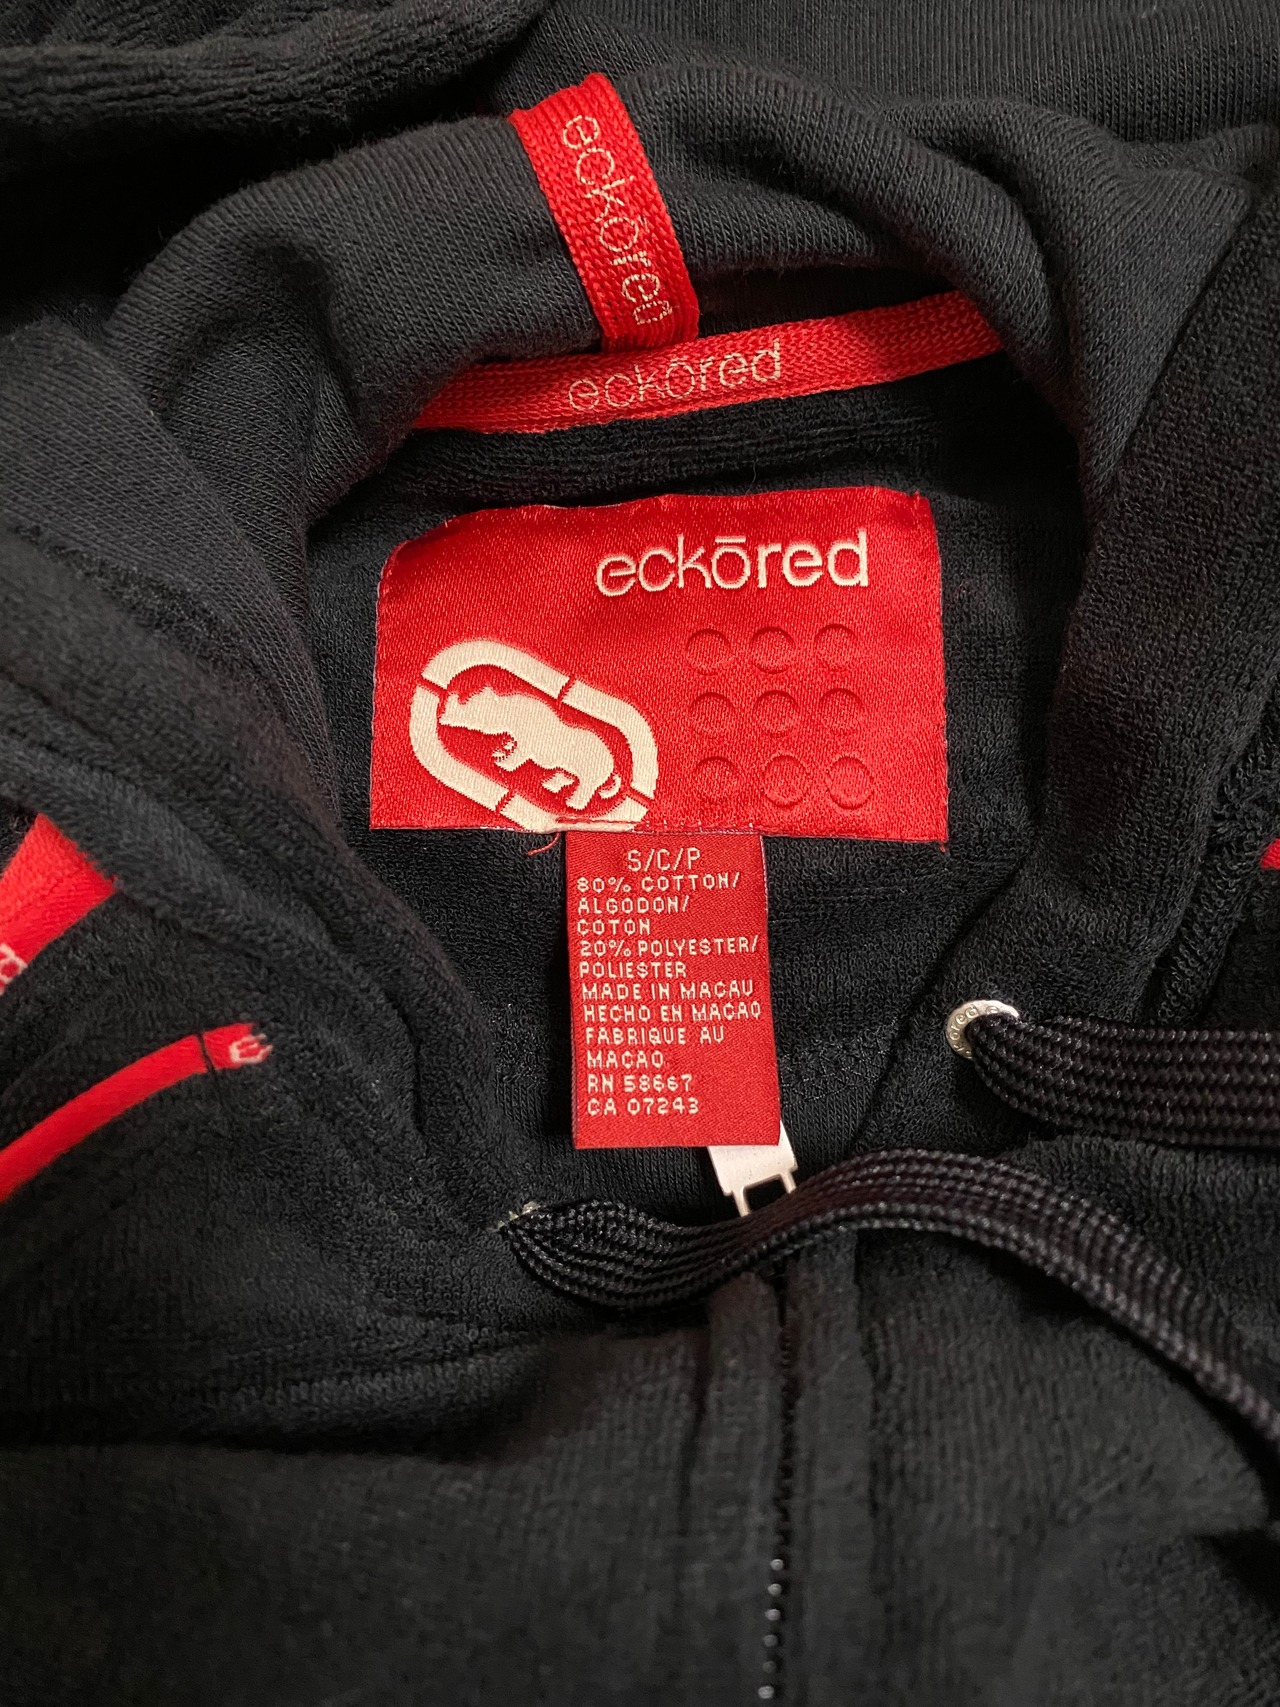 eckōred
eckōred
eckōred
S/C/P
80% COTTON/
ALGODON/
COTON
20% POLYESTER/
POLIESTER
MADE IN MACAU
HECHO EN MACAO
FABRIQUE AU
MACAO
RN 58667
CA 07243